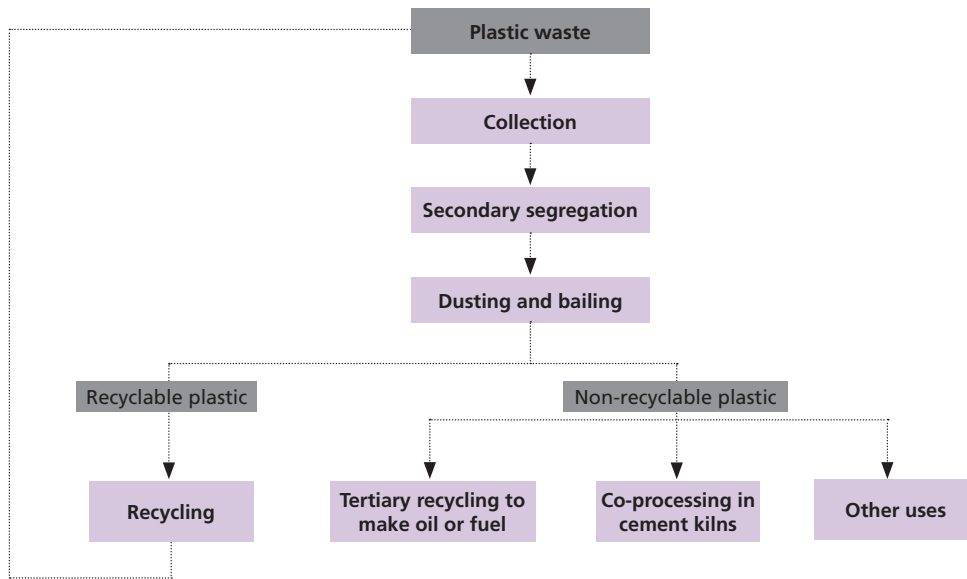 Plastic waste
Collection
Secondary segregation
Dusting and bailing
Recyclable plastic
Non-recyclable plastic
Recycling
Tertiary recycling to
make oil or fuel
Co-processing in
cement kilns
Other uses